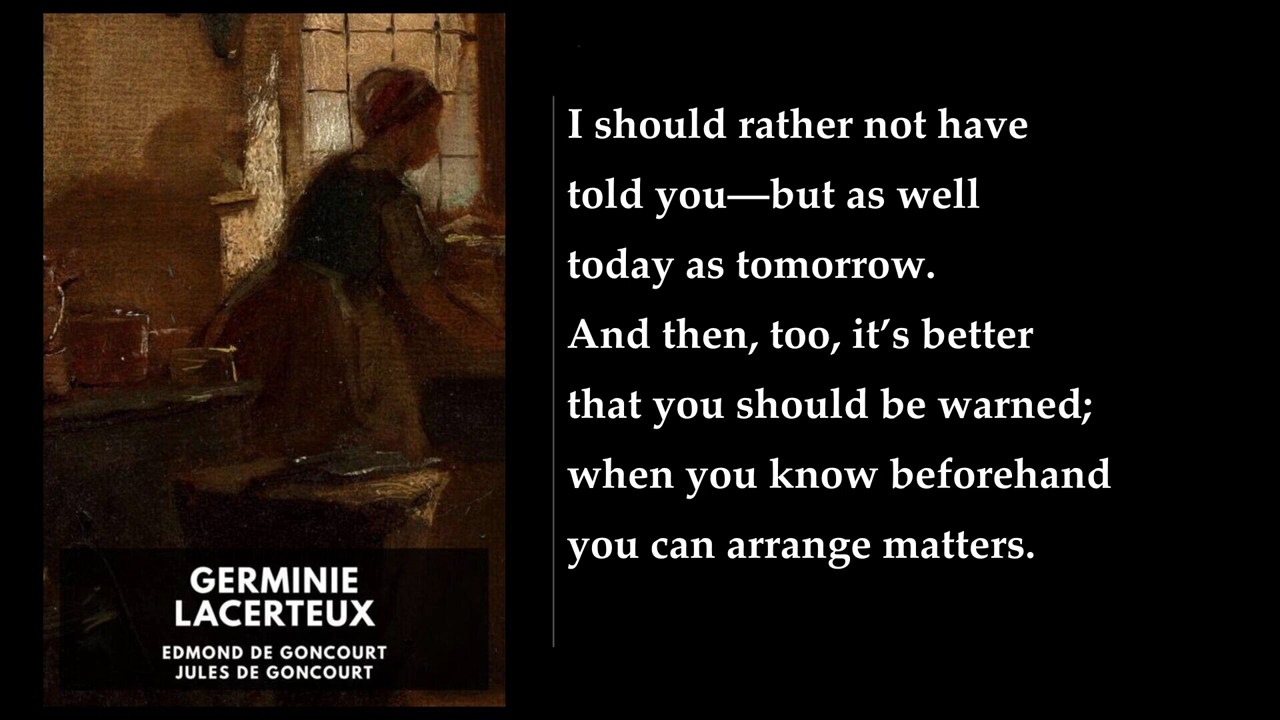 GERMINIE
LACERTEUX
EDMOND DE GONCOURT
JULES DE GONCOURT
I should rather not have
told you—but as well
today as tomorrow.
And then, too, it’s better
that you should be warned;
when you know beforehand
you can arrange matters.